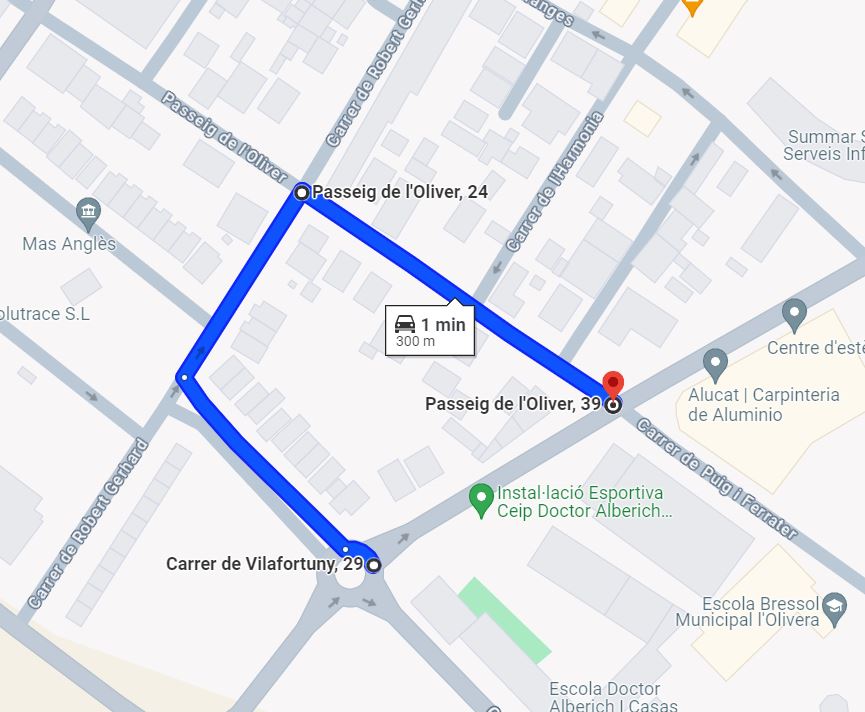 Passeig de l'Oliver
Carrer de Robert Ger
Passeig de l'Oliver, 24
Carrer de l'Harmonia
Summar S
Serveis Inf
Mas Anglès
olutrace S.L
1 min
300 m
Centre d'estè
Alucat | Carpinteria
de Aluminio
Passeig de l'Oliver, 39
Carrer de Puig i Ferrater
Carrer de Robert Gerhard
Instal·lació Esportiva
Ceip Doctor Alberich...
Carrer de Vilafortuny, 29
Escola Bressol
Municipal l'Olivera
Escola Doctor
Alberich I Casas